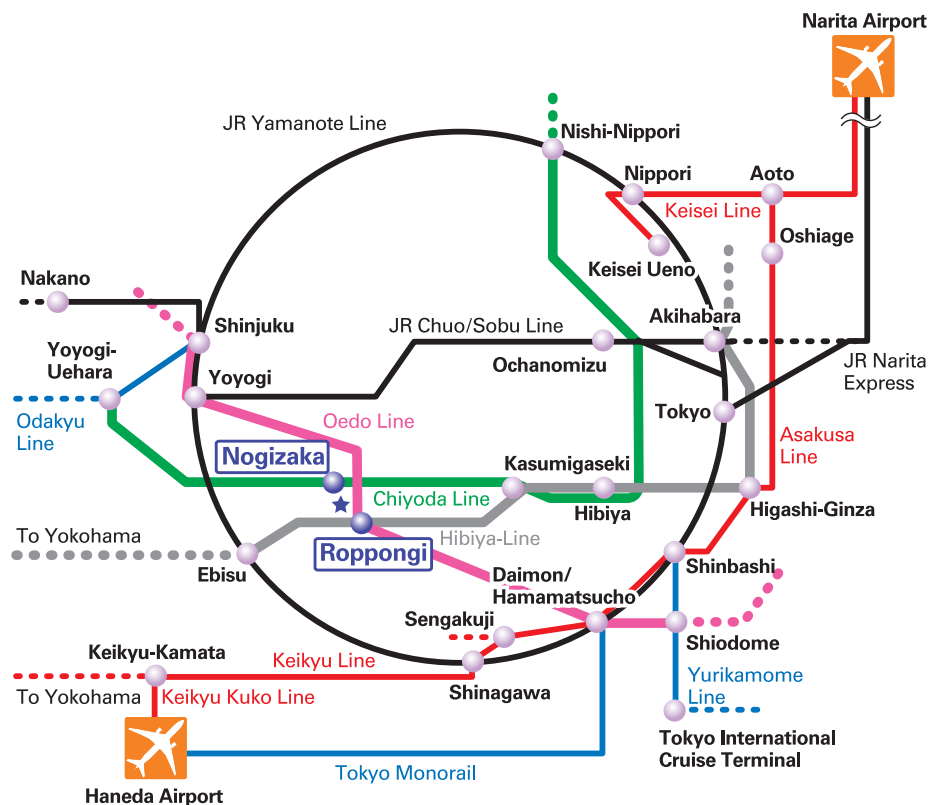 Narita Airport
JR Yamanote Line
Nishi-Nippori
Nippori
Aoto
Keisei Line
Oshiage
Keisei Ueno
Nakano
Shinjuku
JR Chuo/Sobu Line
Akihabara
Yoyogi-
Uehara
Ochanomizu
JR Narita
Express
Yoyogi
Tokyo
Odakyu
Line
Oedo Line
Asakusa
Line
Nogizaka
Kasumigaseki
Chiyoda Line
Hibiya
Higashi-Ginza
To Yokohama
Hibiya-Line
Roppongi
Ebisu
Shinbashi
Daimon/
Hamamatsucho
Sengakuji
Shiodome
Keikyu-Kamata
Keikyu Line
To Yokohama
Keikyu Kuko Line
Shinagawa
Yurikamome
Line
Tokyo International
Cruise Terminal
Tokyo Monorail
Haneda Airport